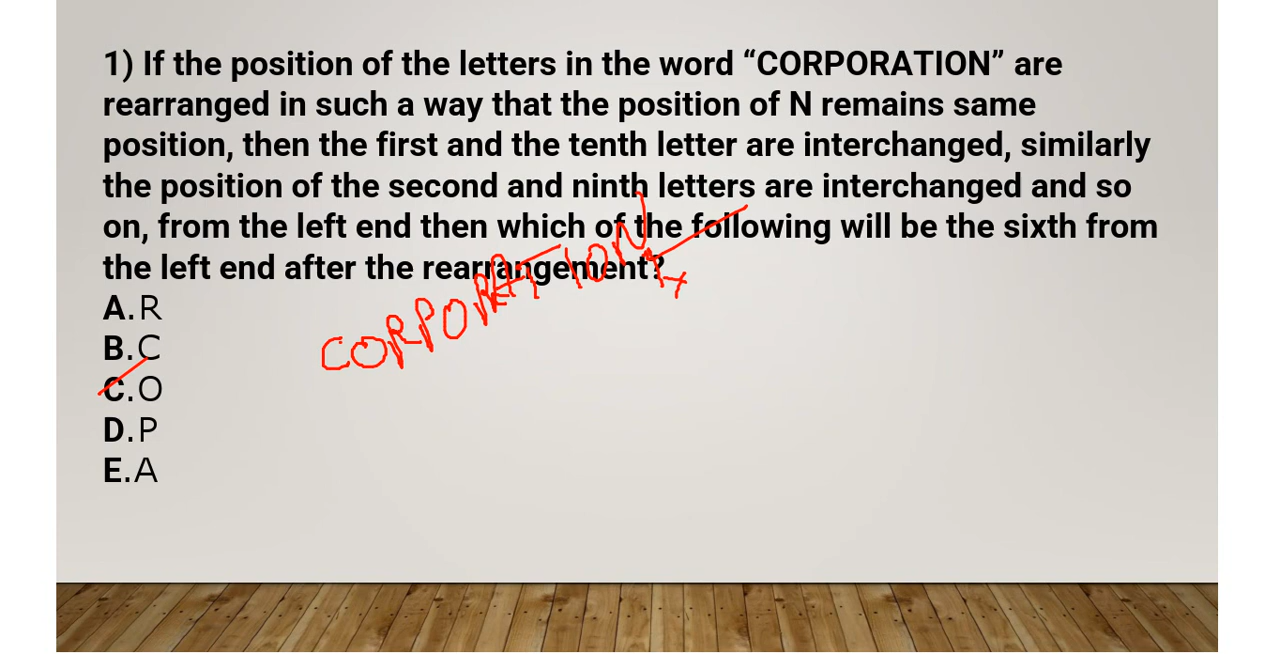 1) If the position of the letters in the word “CORPORATION” are
rearranged in such a way that the position of N remains same
position, then the first and the tenth letter are interchanged, similarly
the position of the second and ninth letters are interchanged and so
on, from the left end then which of the following will be the sixth from
the left end after the rearrangement?
A.R
B.C
C.O
D.P
E.A
CORPORATION